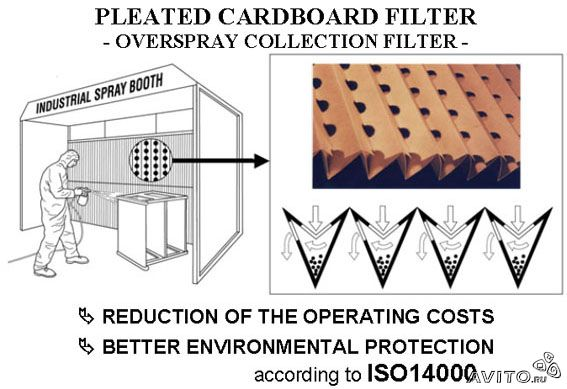 PLEATED CARDBOARD FILTER
- OVERSPRAY COLLECTION FILTER -
INDUSTRIAL SPRAY BOOTH
REDUCTION OF THE OPERATING COSTS
BETTER ENVIRONMENTAL PROTECTION
according to ISO14000
AVITO.RU